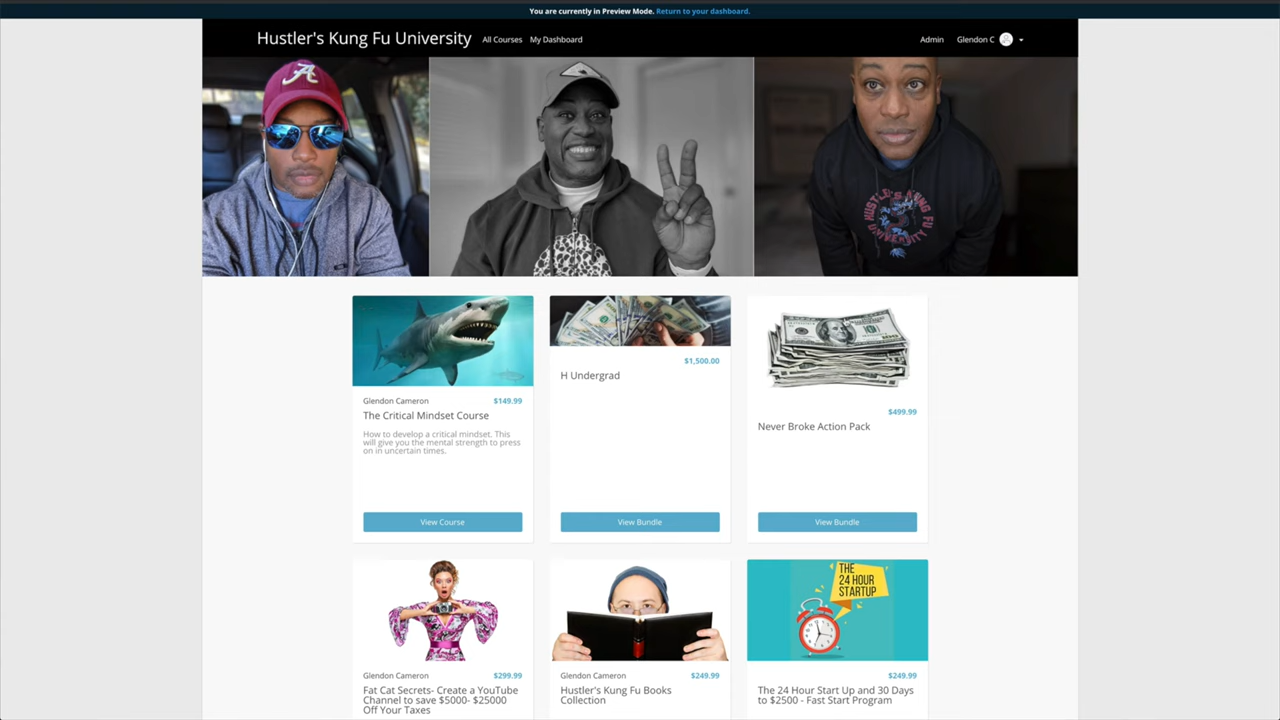 You are currently in Preview Mode. Return to your dashboard.
Hustler's Kung Fu University
All Courses
My Dashboard
Admin
Glendon C
HUSTLER'S KUNG FU
UNIVERSITY
Glendon Cameron
$149.99
The Critical Mindset Course
How to develop a critical mindset. This
will give you the mental strength to press
on in uncertain times.
View Course
$1,500.00
H Undergrad
View Bundle
$499.99
Never Broke Action Pack
View Bundle
Glendon Cameron
$299.99
Fat Cat Secrets- Create a YouTube
Channel to save $5000- $25000
Off Your Taxes
Glendon Cameron
$249.99
Hustler's Kung Fu Books
Collection
THE
24 HOUR
STARTUP
$249.99
The 24 Hour Start Up and 30 Days
to $2500 - Fast Start Program